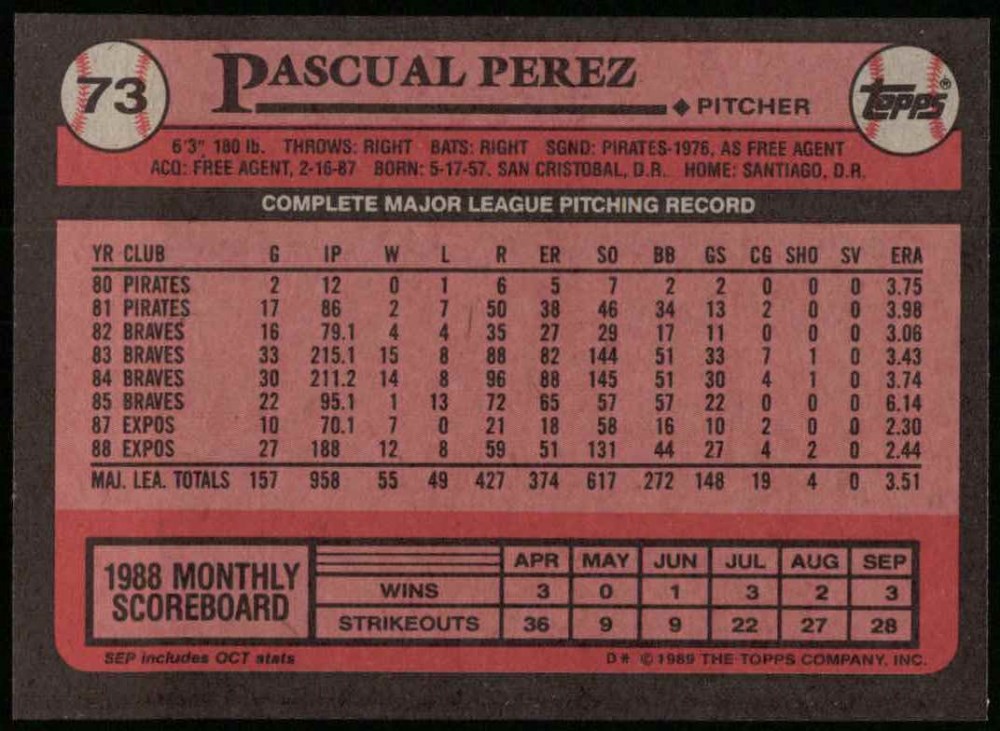 73
PASCUAL PEREZ
PITCHER
topps®
6'3" 180 lb. THROWS: RIGHT BATS: RIGHT SGND: PIRATES-1976, AS FREE AGENT
ACQ: FREE AGENT, 2-16-87 BORN: 5-17-57, SAN CRISTOBAL, D.R. HOME: SANTIAGO, D.R.
COMPLETE MAJOR LEAGUE PITCHING RECORD
YR CLUB G IP W L R ER SO BB GS CG SHO SV ERA
80 PIRATES 2 12 0 1 6 5 7 2 2 0 0 0 3.75
81 PIRATES 17 86 2 7 50 38 46 34 13 2 0 0 3.98
82 BRAVES 16 79.1 4 4 35 27 29 17 11 0 0 0 3.06
83 BRAVES 33 215.1 15 8 88 82 144 51 33 7 1 0 3.43
84 BRAVES 30 211.2 14 8 96 88 145 51 30 4 1 0 3.74
85 BRAVES 22 95.1 1 13 72 65 57 57 22 0 0 0 6.14
87 EXPOS 10 70.1 7 0 21 18 58 16 10 2 0 0 2.30
88 EXPOS 27 188 12 8 59 51 131 44 27 4 2 0 2.44
MAJ. LEA. TOTALS 157 958 55 49 427 374 617 272 148 19 4 0 3.51
1988 MONTHLY
SCOREBOARD
APR MAY JUN JUL AUG SEP
WINS 3 0 1 3 2 3
STRIKEOUTS 36 9 9 22 27 28
SEP includes OCT stats
D* © 1989 THE TOPPS COMPANY, INC.